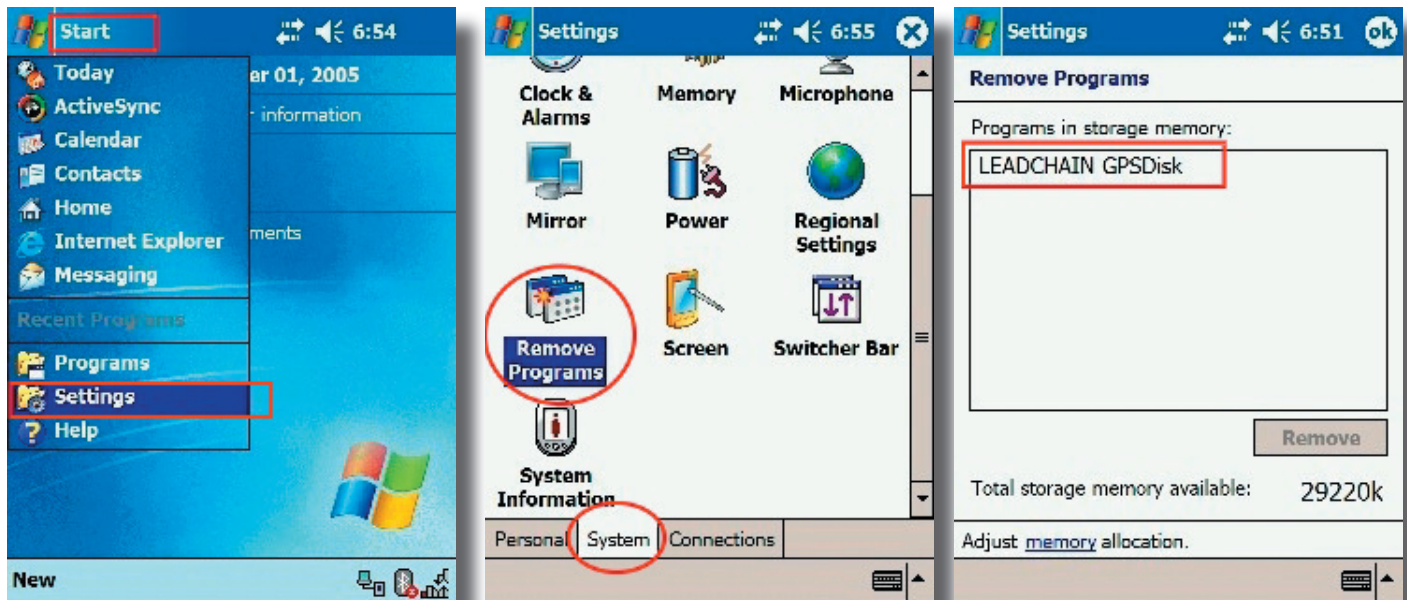 Start 6:54
Today
er 01, 2005
ActiveSync
information
Calendar
Contacts
Home
Internet Explorer
ments
Messaging
Recent Programs
Programs
Settings
Help
New
Settings 6:55
Clock & Alarms
Memory
Microphone
Mirror
Power
Regional Settings
Remove Programs
Screen
Switcher Bar
System Information
Personal System Connections
Settings 6:51 ok
Remove Programs
Programs in storage memory:
LEADCHAIN GPSDisk
Remove
Total storage memory available: 29220k
Adjust memory allocation.